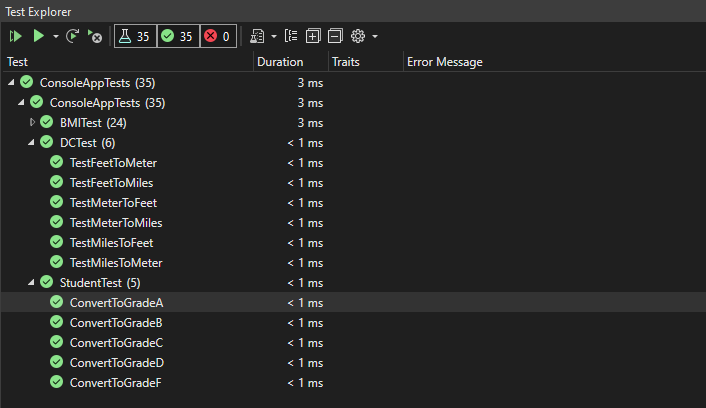 Test Explorer
35 35 0
Test Duration Traits Error Message
ConsoleAppTests (35) 3 ms
ConsoleAppTests (35) 3 ms
BMITest (24) 3 ms
DCTest (6) < 1 ms
TestFeetToMeter < 1 ms
TestFeetToMiles < 1 ms
TestMeterToFeet < 1 ms
TestMeterToMiles < 1 ms
TestMilesToFeet < 1 ms
TestMilesToMeter < 1 ms
StudentTest (5) < 1 ms
ConvertToGradeA < 1 ms
ConvertToGradeB < 1 ms
ConvertToGradeC < 1 ms
ConvertToGradeD < 1 ms
ConvertToGradeF < 1 ms